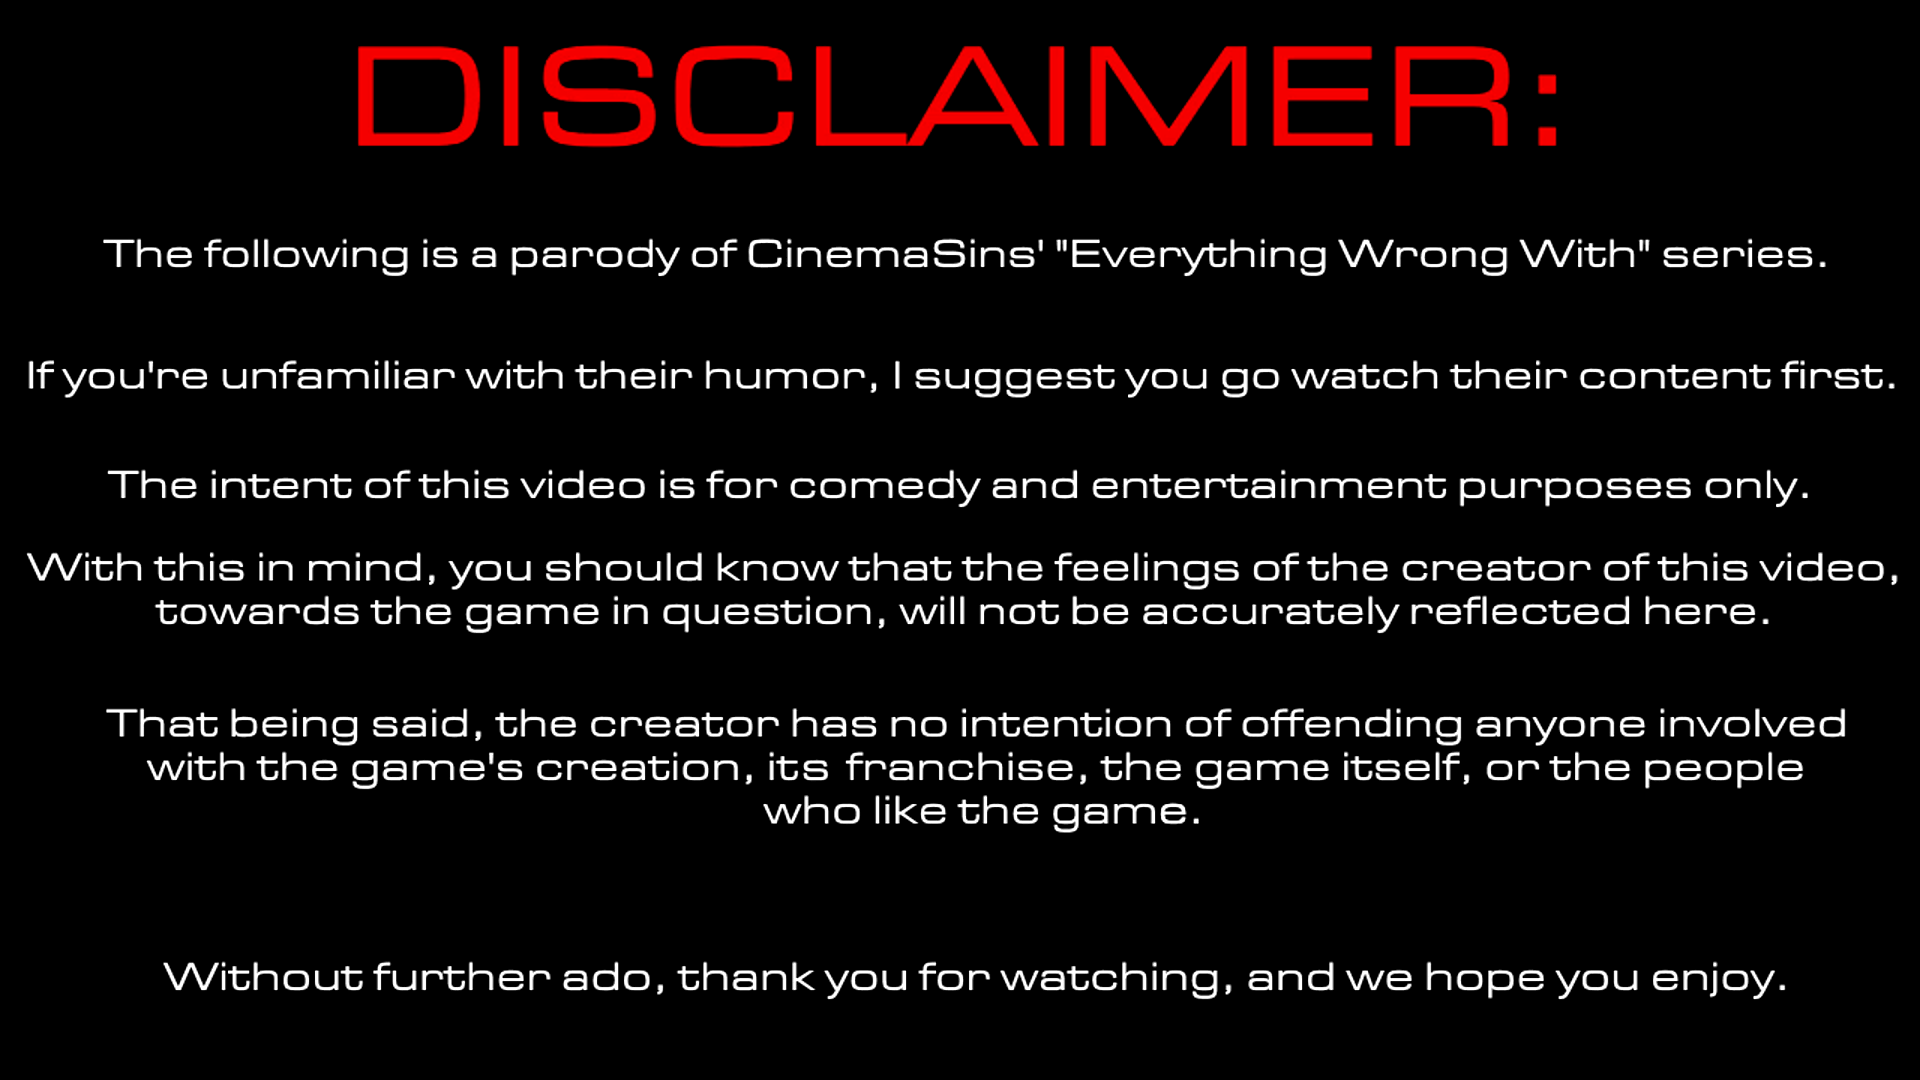 DISCLAIMER:
The following is a parody of CinemaSins' "Everything Wrong With" series.
If you're unfamiliar with their humor, I suggest you go watch their content first.
The intent of this video is for comedy and entertainment purposes only.
With this in mind, you should know that the feelings of the creator of this video,
towards the game in question, will not be accurately reflected here.
That being said, the creator has no intention of offending anyone involved
with the game's creation, its franchise, the game itself, or the people
who like the game.
Without further ado, thank you for watching, and we hope you enjoy.